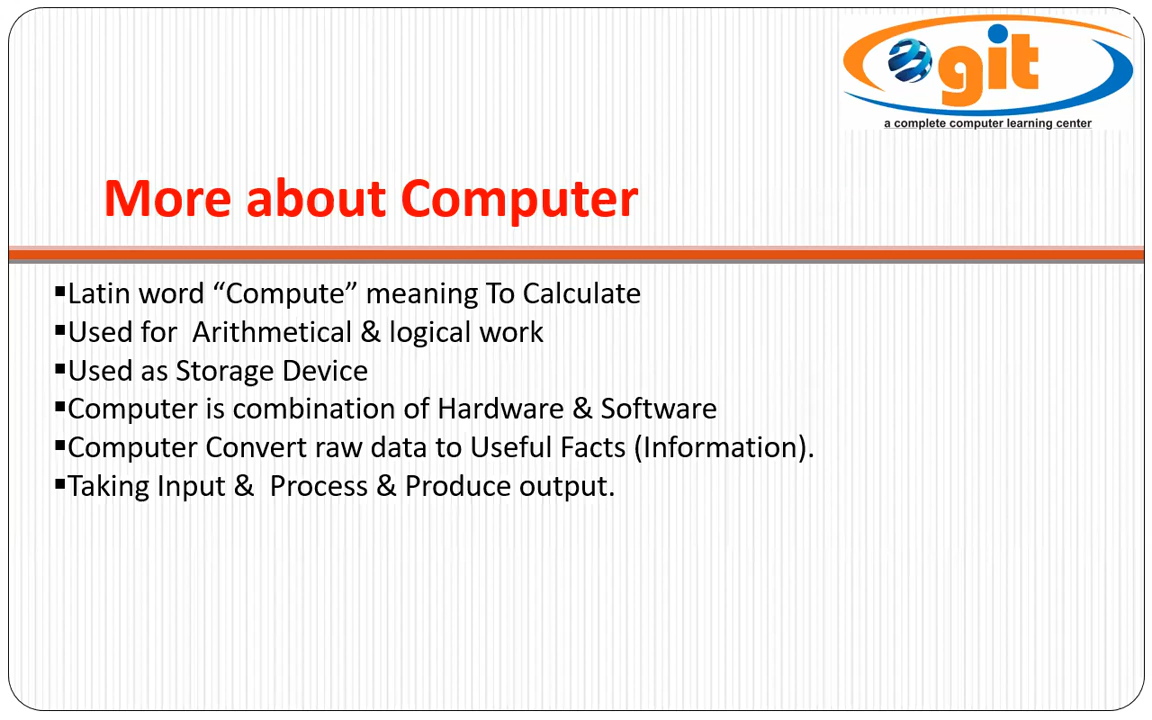 git
a complete computer learning center
More about Computer
▪Latin word “Compute” meaning To Calculate
▪Used for Arithmetical & logical work
▪Used as Storage Device
▪Computer is combination of Hardware & Software
▪Computer Convert raw data to Useful Facts (Information).
▪Taking Input & Process & Produce output.